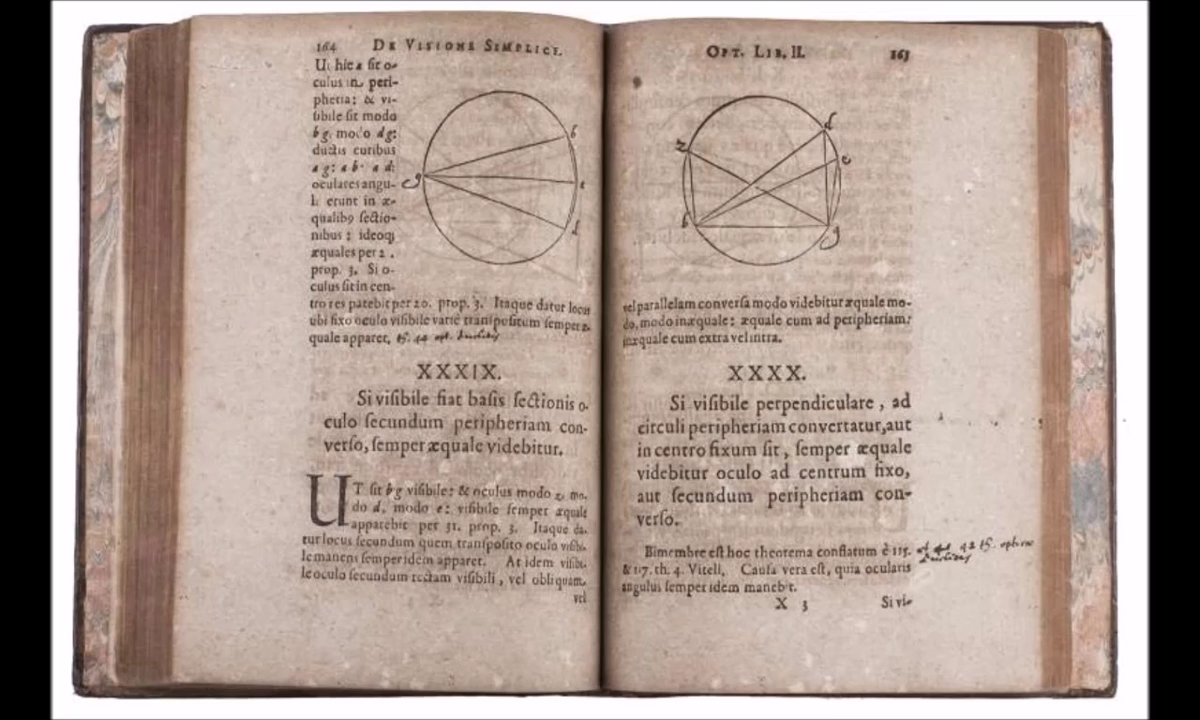 164 DE VISIONE SIMPLICI.
Ut hic a sit o-
culus in peri-
pheria: & vi-
sibile sit modo
bg, modo dg:
ductis curibus
ag: ab: ad:
oculares angu-
li erunt in æ-
qualibꝰ sectio-
nibus: ideoq;
æquales per 21.
prop. 3. Si o-
culus sit in cen-
tro res patebit per 20. prop. 3. Itaque datur locus
ubi fixo oculo visibile varie transpositum semper æ-
quale apparet.
b
a
d
XXXIX.
Si visibile fiat basis sectionis o-
culo secundum peripheriam con-
verso, semper æquale videbitur.
UT sit bg visibile: & oculus modo z, mo-
do d, modo e: visibile semper æquale
apparebit per 31. prop. 3. Itaque da-
tur locus secundum quem transposito oculo visibi-
le manens semper idem apparet. At idem visibi-
le oculo secundum rectam visibili, vel obliquam,
vel
OPT. LIB. II. 165
d
z
e
b
g
vel parallelam conversa modo videbitur æquale mo-
do, modo inæquale: æquale cum ad peripheriam:
inæquale cum extra vel intra.
XXXX.
Si visibile perpendiculare, ad
circuli peripheriam convertatur, aut
in centro fixum sit, semper æquale
videbitur oculo ad centrum fixo,
aut secundum peripheriam con-
verso.
Bimembre est hoc theorema conflatum è 115.
& 117. th. 4. Vitell. Causa vera est, quia ocularis
angulus semper idem manebit.
X 3 Si vi-